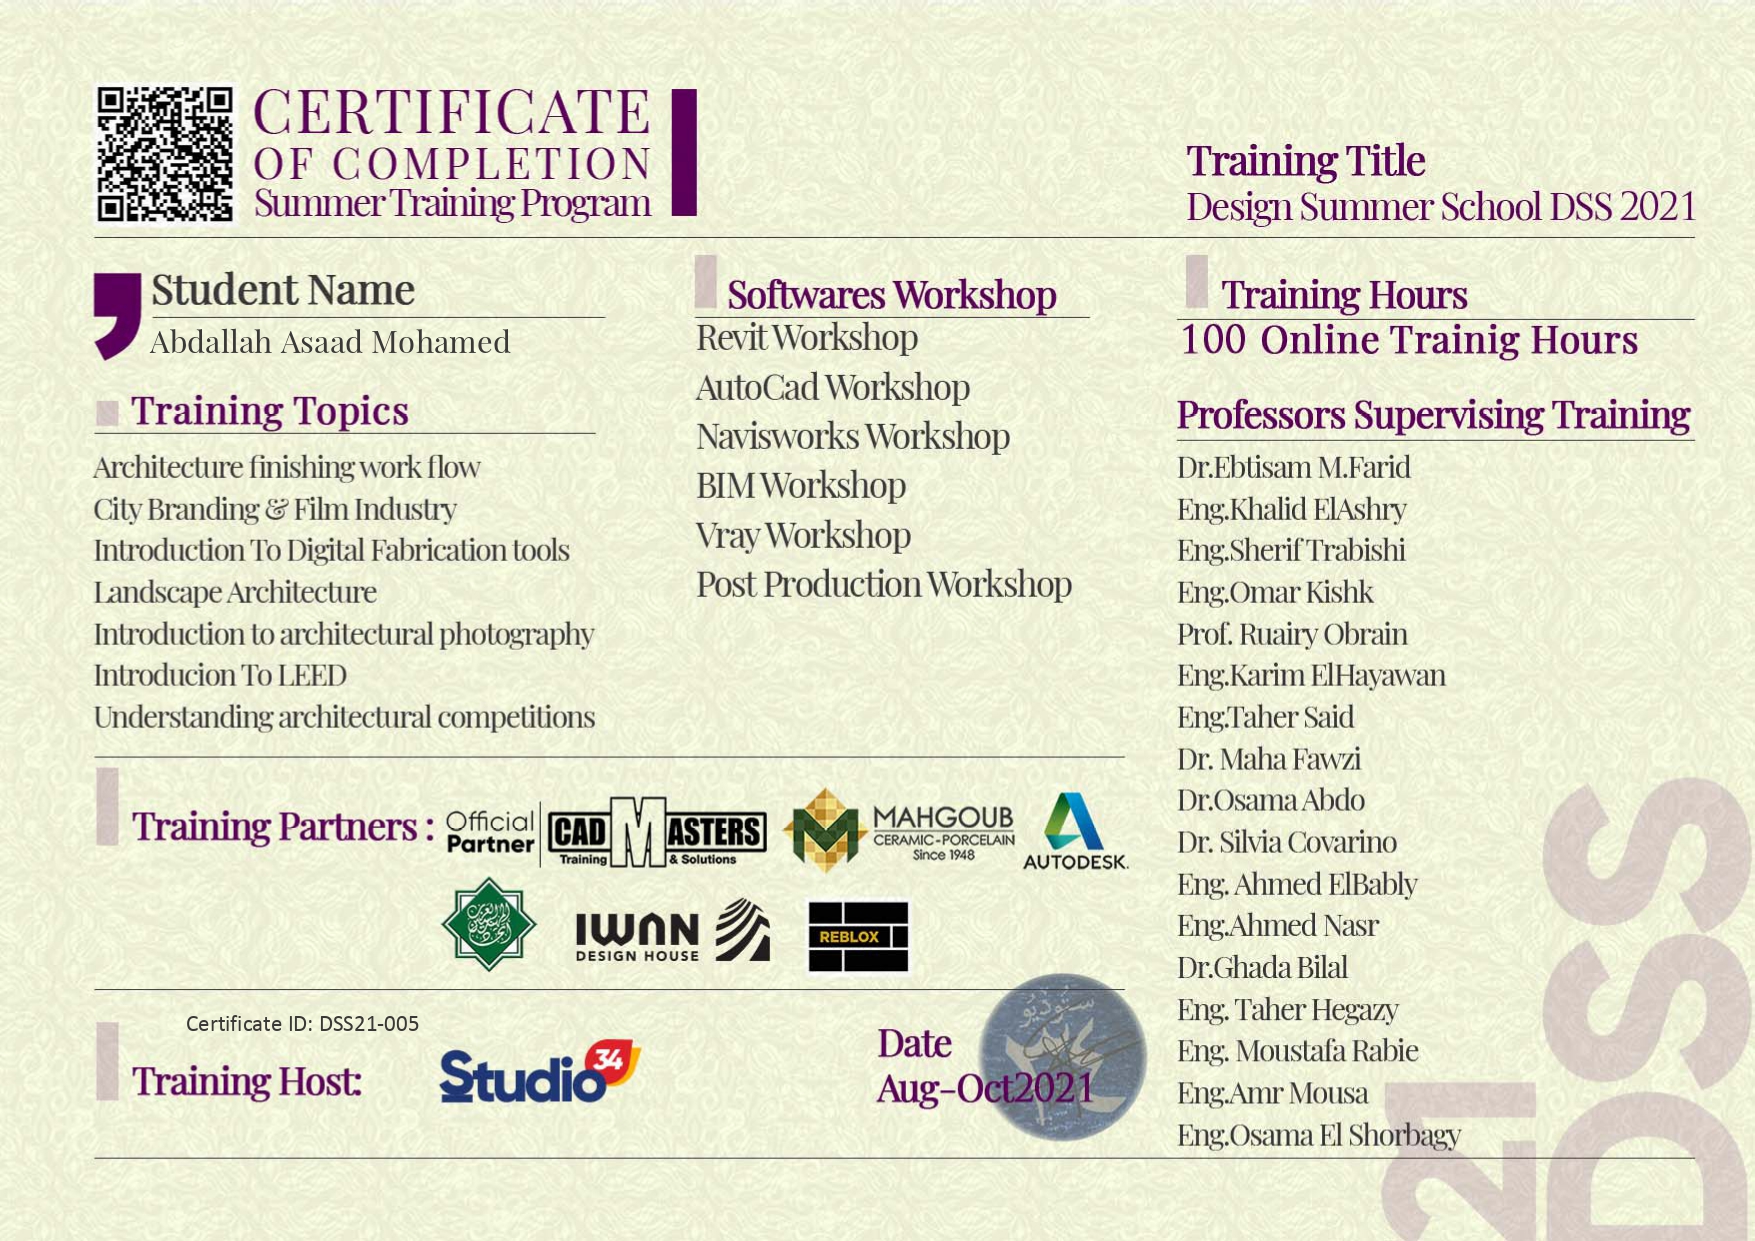 CERTIFICATE
OF COMPLETION
Summer Training Program
Training Title
Design Summer School DSS 2021
Student Name
Abdallah Asaad Mohamed
Training Topics
Architecture finishing work flow
City Branding & Film Industry
Introduction To Digital Fabrication tools
Landscape Architecture
Introduction to architectural photography
Introducion To LEED
Understanding architectural competitions
Softwares Workshop
Revit Workshop
AutoCad Workshop
Navisworks Workshop
BIM Workshop
Vray Workshop
Post Production Workshop
Training Hours
100 Online Trainig Hours
Professors Supervising Training
Dr.Ebtisam M.Farid
Eng.Khalid ElAshry
Eng.Sherif Trabishi
Eng.Omar Kishk
Prof. Ruairy Obrain
Eng.Karim ElHayawan
Eng.Taher Said
Dr. Maha Fawzi
Dr.Osama Abdo
Dr. Silvia Covarino
Eng. Ahmed ElBably
Eng.Ahmed Nasr
Dr.Ghada Bilal
Eng. Taher Hegazy
Eng. Moustafa Rabie
Eng.Amr Mousa
Eng.Osama El Shorbagy
Training Partners :
Official
Partner
CAD MASTERS
Training & Solutions
MAHGOUB
CERAMIC-PORCELAIN
Since 1948
AUTODESK.
IWAN
DESIGN HOUSE
REBLOX
Certificate ID: DSS21-005
Training Host:
Studio 34
Date
Aug-Oct2021
ستوديو
٣٤
DSS
21